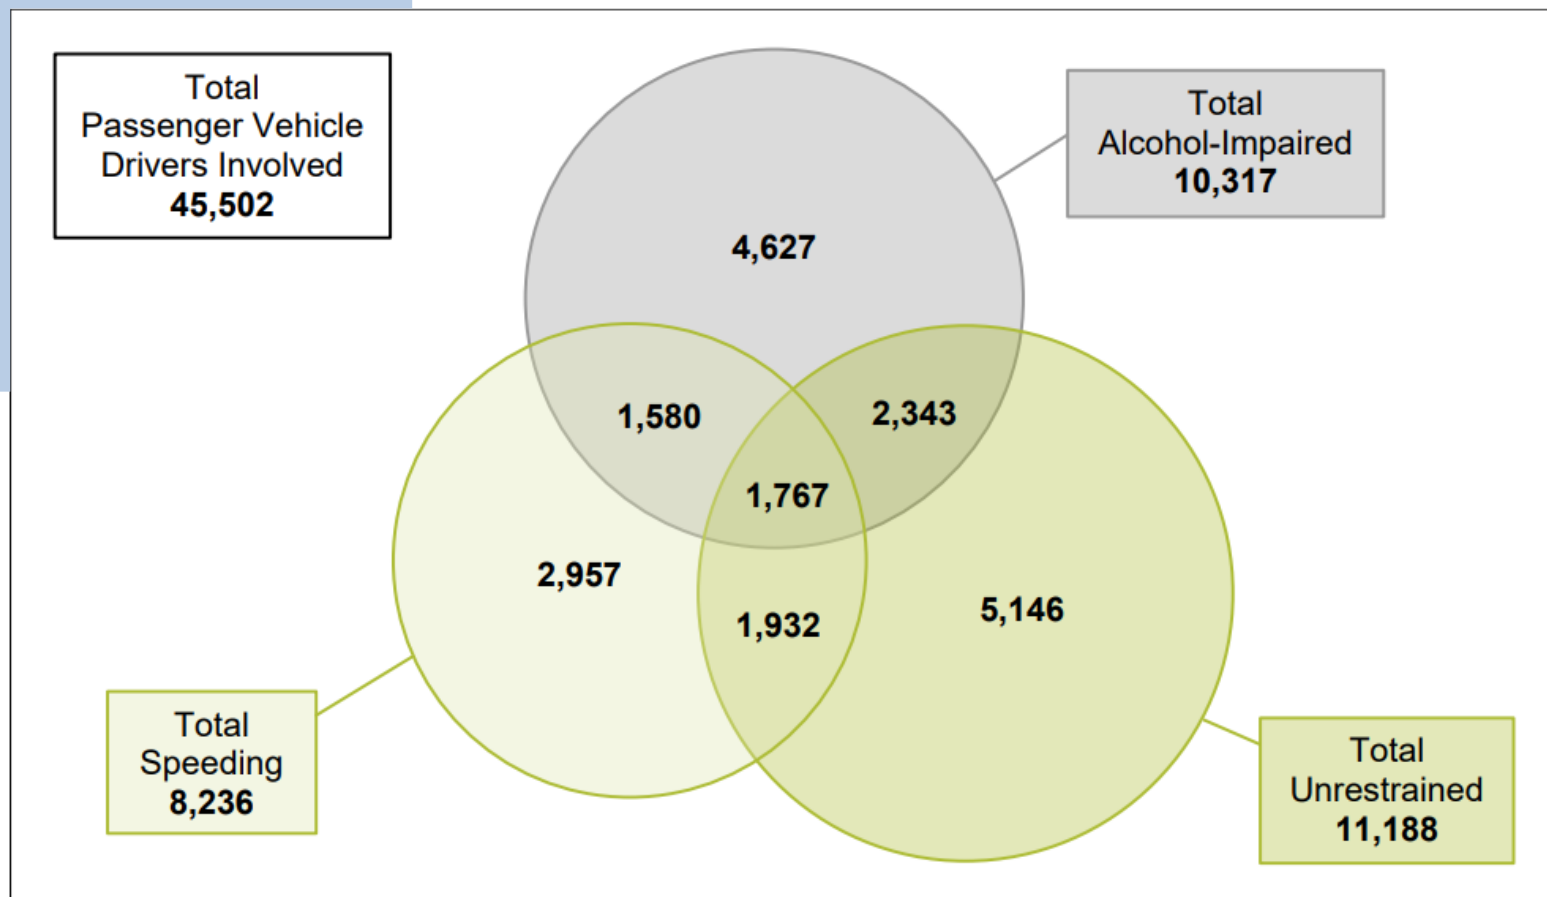 Total
Passenger Vehicle
Drivers Involved
45,502
Total
Alcohol-Impaired
10,317
4,627
1,580
2,343
1,767
2,957
1,932
5,146
Total
Speeding
8,236
Total
Unrestrained
11,188